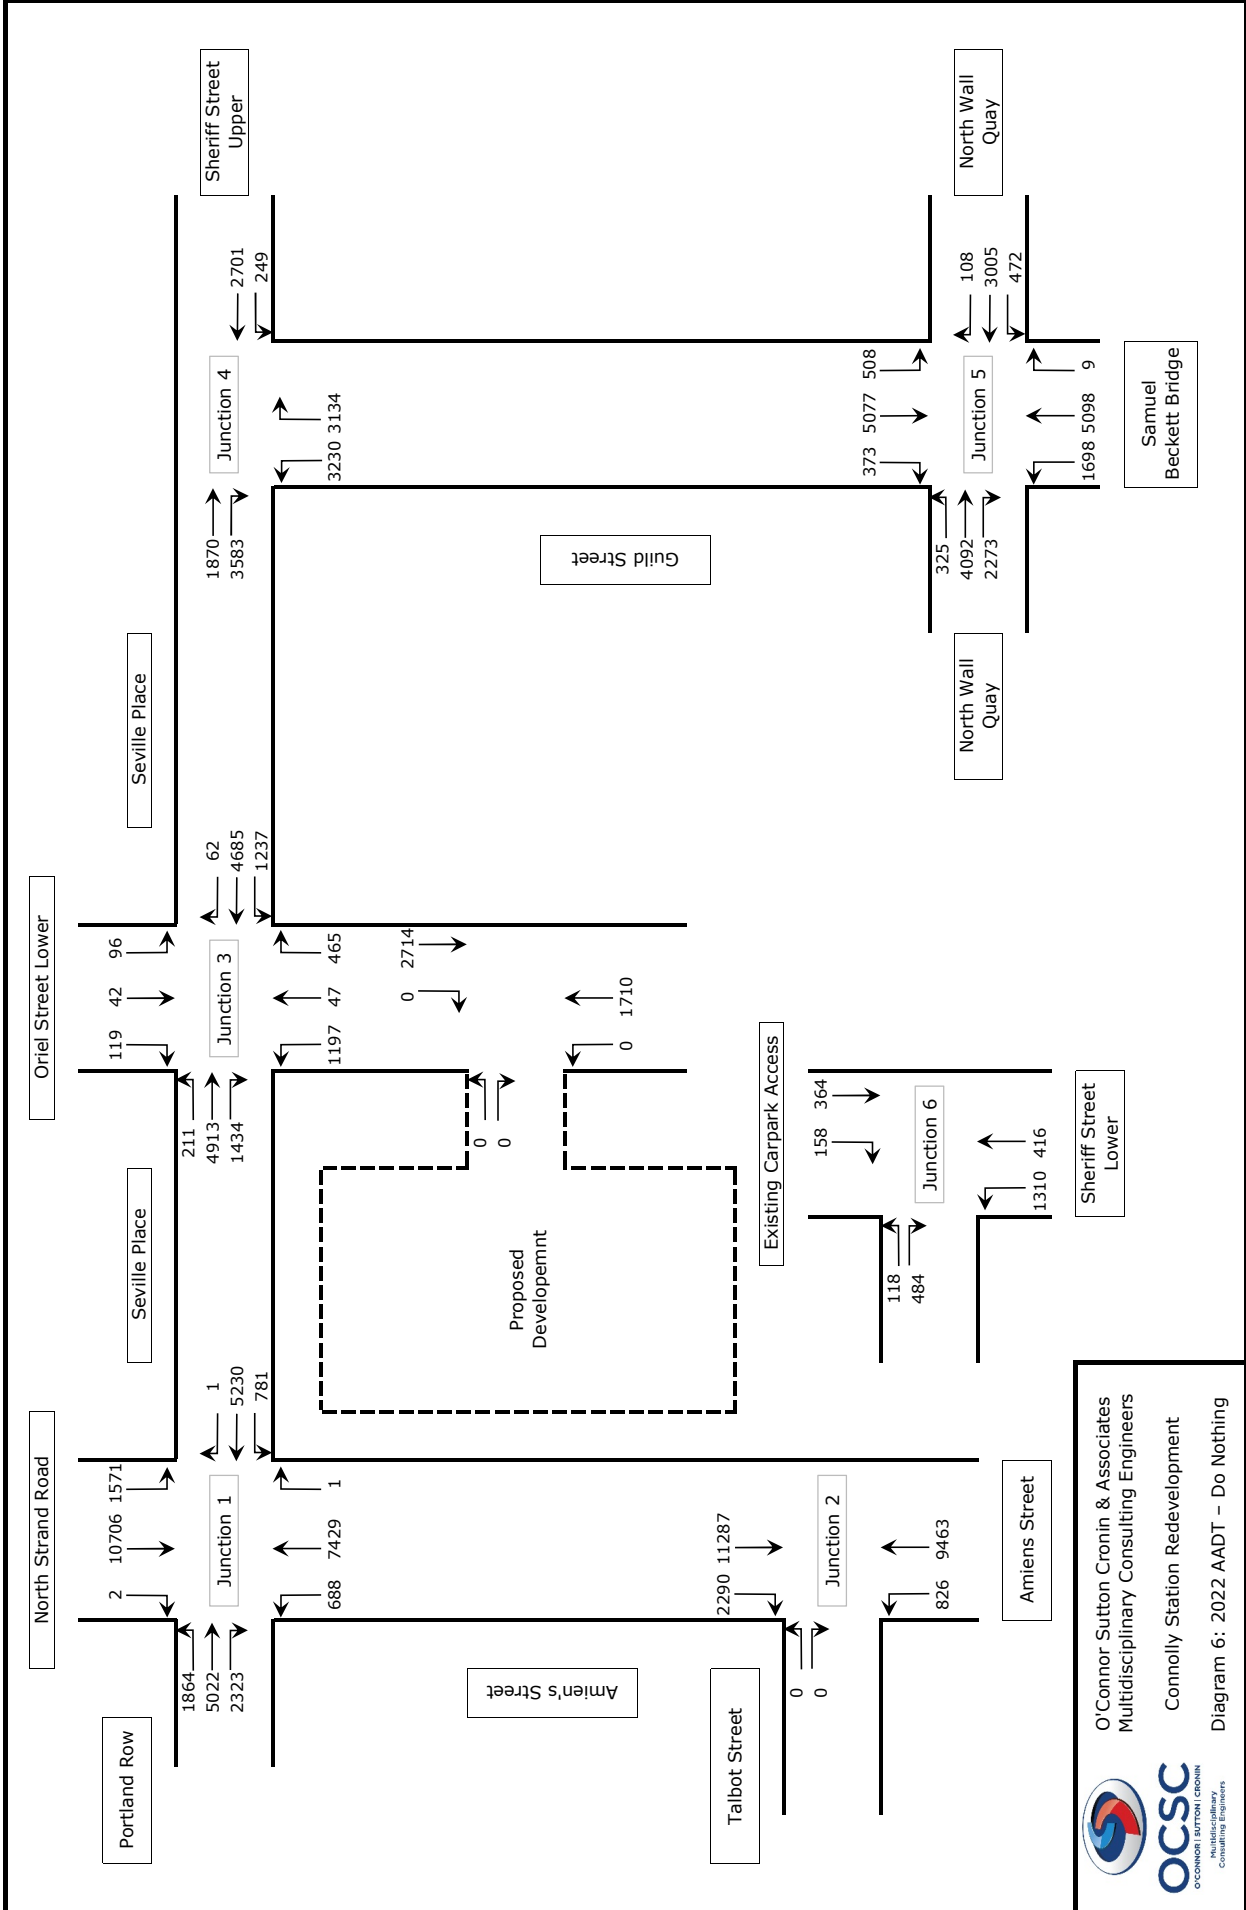 North Strand Road
Oriel Street Lower
Portland Row
Seville Place
Seville Place
Sheriff Street
Upper
2
10706
1571
1864
5022
2323
Junction 1
1
5230
781
688
7429
1
119
42
96
211
4913
1434
Junction 3
62
4685
1237
1197
47
465
1870
3583
Junction 4
2701
249
3230
3134
0
2714
0
0
0
1710
Proposed
Developemnt
Amien's Street
Guild Street
Talbot Street
2290
11287
0
0
Junction 2
826
9463
Amiens Street
Existing Carpark Access
158
364
118
484
Junction 6
1310
416
Sheriff Street
Lower
373
5077
508
North Wall
Quay
325
4092
2273
Junction 5
108
3005
472
North Wall
Quay
1698
5098
9
Samuel
Beckett Bridge
OCSC
O'CONNOR | SUTTON | CRONIN
Multidisciplinary
Consulting Engineers
O'Connor Sutton Cronin & Associates
Multidisciplinary Consulting Engineers
Connolly Station Redevelopment
Diagram 6: 2022 AADT – Do Nothing